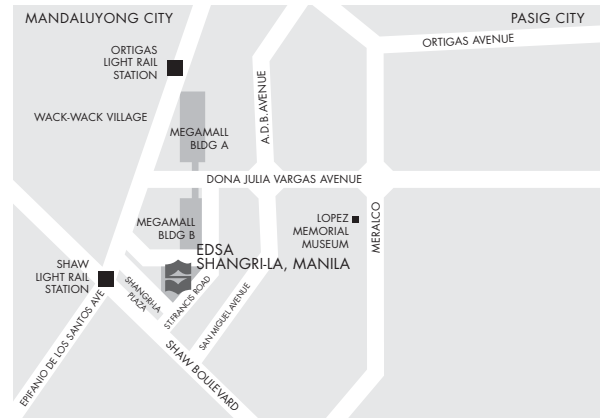 MANDALUYONG CITY
PASIG CITY
ORTIGAS AVENUE
ORTIGAS
LIGHT RAIL
STATION
A.D.B. AVENUE
WACK-WACK VILLAGE
MEGAMALL
BLDG A
DONA JULIA VARGAS AVENUE
MEGAMALL
BLDG B
LOPEZ
MEMORIAL
MUSEUM
MERALCO
EDSA
SHANGRI-LA, MANILA
SHAW
LIGHT RAIL
STATION
SHANGRI-LA
PLAZA
ST.FRANCIS ROAD
SAN MIGUEL AVENUE
EPIFANIO DE LOS SANTOS AVE
SHAW BOULEVARD